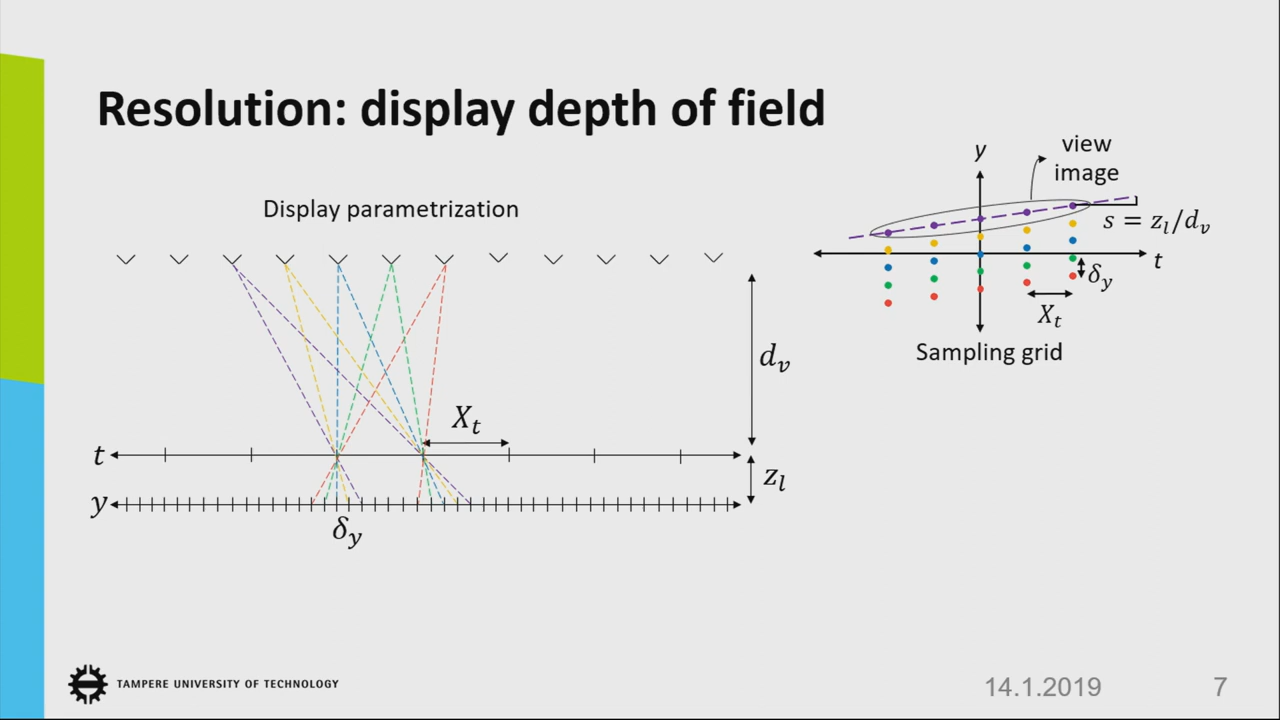 Resolution: display depth of field
Display parametrization
y
view
image
s = z_l/d_v
t
δ_y
X_t
Sampling grid
d_v
X_t
t
z_l
y
δ_y
TAMPERE UNIVERSITY OF TECHNOLOGY
14.1.2019
7